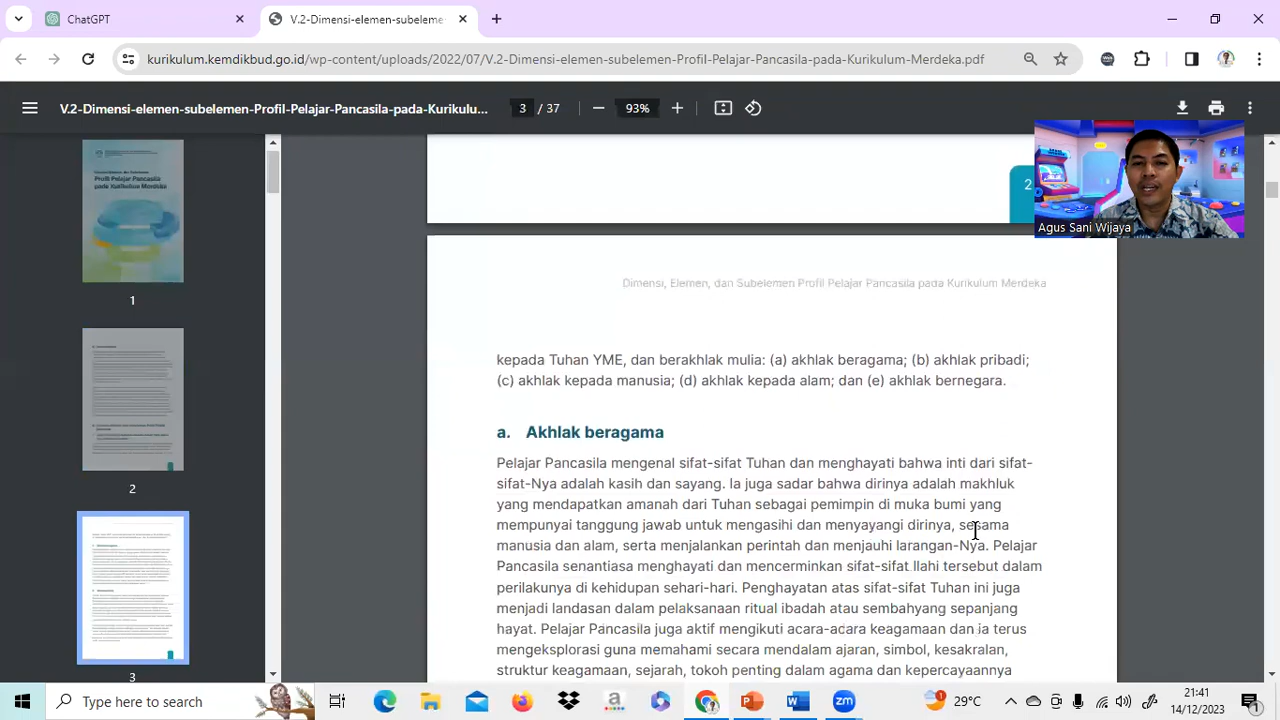 ChatGPT
V.2-Dimensi-elemen-subeleme
kurikulum.kemdikbud.go.id/wp-content/uploads/2022/07/V.2-Dimensi-elemen-subelemen-Profil-Pelajar-Pancasila-pada-Kurikulum-Merdeka.pdf
V.2-Dimensi-elemen-subelemen-Profil-Pelajar-Pancasila-pada-Kurikulu...
3 / 37
93%
Profil Pelajar Pancasila
pada Kurikulum Merdeka
1
2
3
2
Agus Sani Wijaya
Dimensi, Elemen, dan Subelemen Profil Pelajar Pancasila pada Kurikulum Merdeka
kepada Tuhan YME, dan berakhlak mulia: (a) akhlak beragama; (b) akhlak pribadi;
(c) akhlak kepada manusia; (d) akhlak kepada alam; dan (e) akhlak bernegara.
a. Akhlak beragama
Pelajar Pancasila mengenal sifat-sifat Tuhan dan menghayati bahwa inti dari sifat-
sifat-Nya adalah kasih dan sayang. Ia juga sadar bahwa dirinya adalah makhluk
yang mendapatkan amanah dari Tuhan sebagai pemimpin di muka bumi yang
mempunyai tanggung jawab untuk mengasihi dan menyayangi dirinya, sesama
manusia dan alam, serta menjalankan perintah dan menjauhi larangan-Nya. Pelajar
Pancasila senantiasa menghayati dan mencerminkan sifat-sifat Ilahi tersebut dalam
perilakunya di kehidupan sehari-hari. Penghayatan atas sifat-sifat Tuhan ini juga
menjadi landasan dalam pelaksanaan ritual ibadah atau sembahyang sepanjang
hayat. Pelajar Pancasila juga aktif mengikuti acara-acara keagamaan dan ia terus
mengeksplorasi guna memahami secara mendalam ajaran, simbol, kesakralan,
struktur keagamaan, sejarah, tokoh penting dalam agama dan kepercayaannya
Type here to search
29°C
21:41
14/12/2023